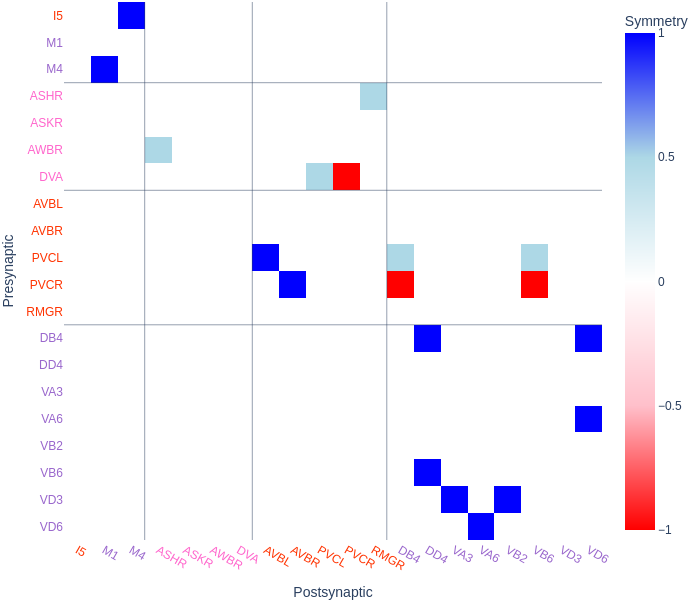 Symmetry
1
0.5
0
−0.5
−1
Presynaptic
I5
M1
M4
ASHR
ASKR
AWBR
DVA
AVBL
AVBR
PVCL
PVCR
RMGR
DB4
DD4
VA3
VA6
VB2
VB6
VD3
VD6
I5 M1 M4 ASHR ASKR AWBR DVA AVBL AVBR PVCL PVCR RMGR DB4 DD4 VA3 VA6 VB2 VB6 VD3 VD6
Postsynaptic